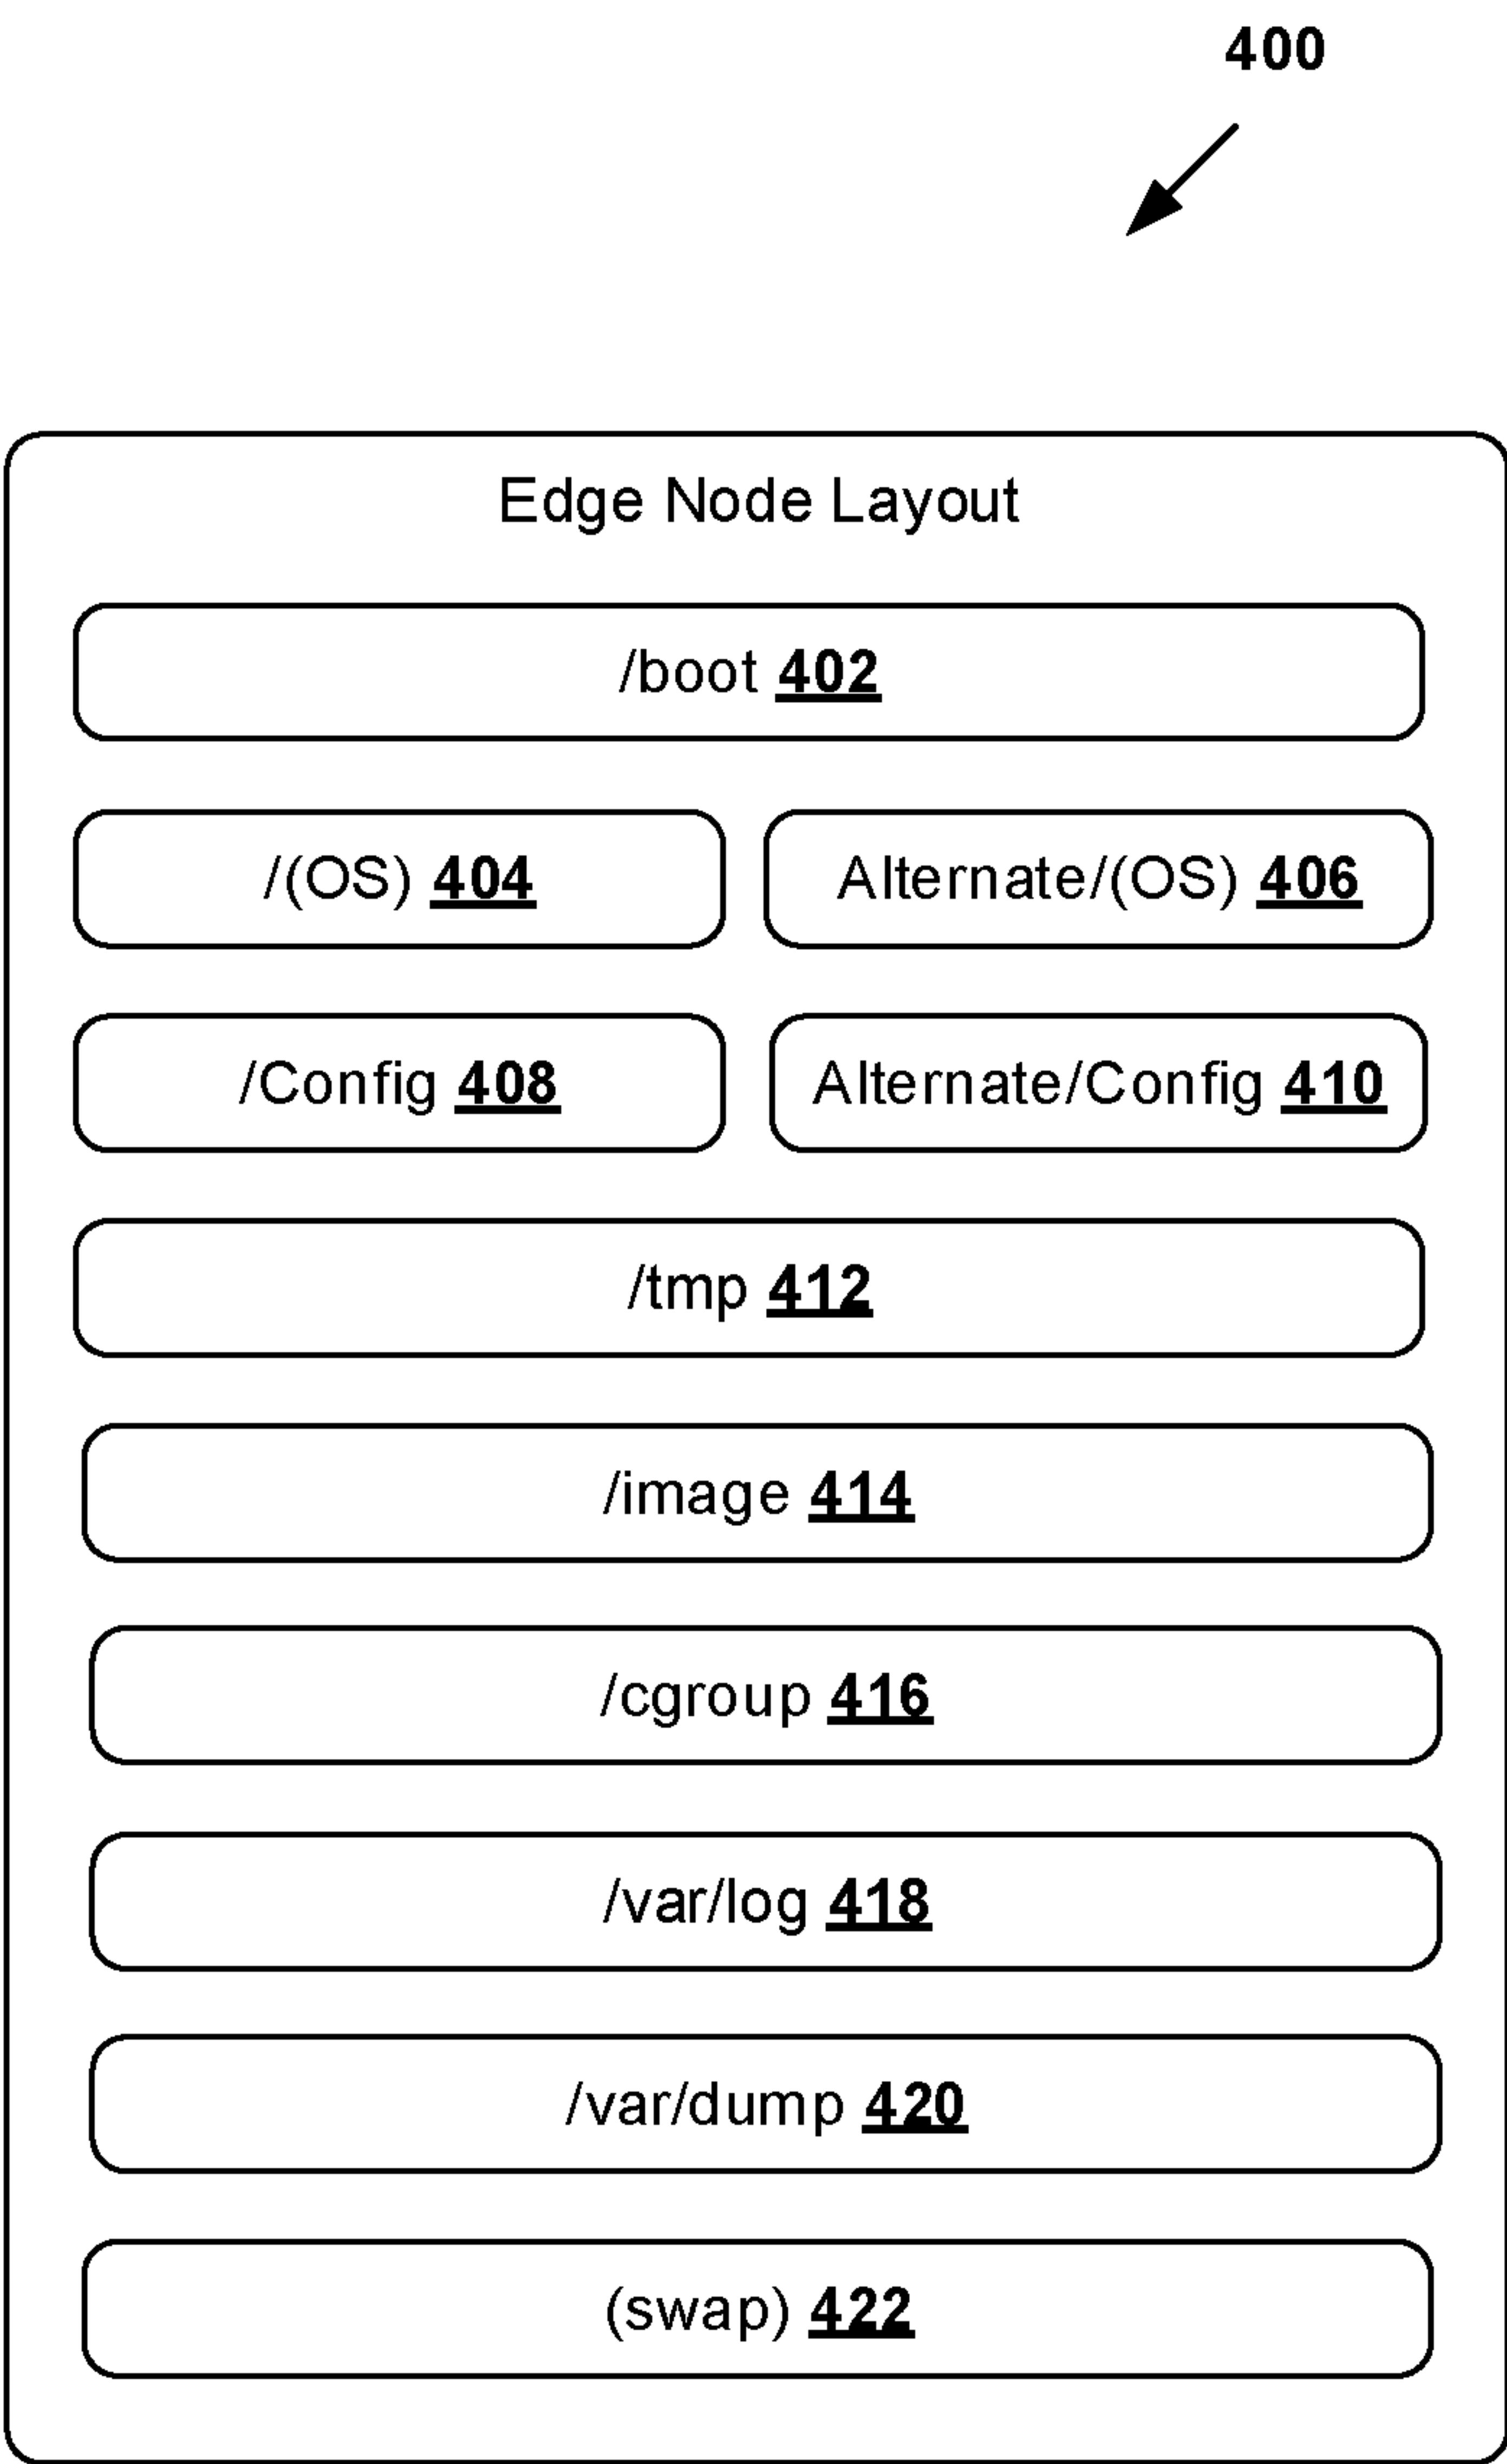 400
Edge Node Layout
/boot 402
/(OS) 404
Alternate/(OS) 406
/Config 408
Alternate/Config 410
/tmp 412
/image 414
/cgroup 416
/var/log 418
/var/dump 420
(swap) 422